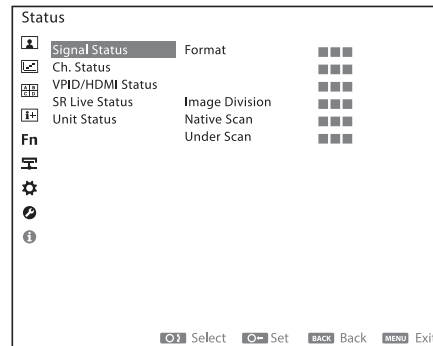 Status
Signal Status Format
Ch. Status
VPID/HDMI Status
SR Live Status Image Division
Unit Status Native Scan
Under Scan
A B
C D
i+
Fn
Select Set BACK Back MENU Exit